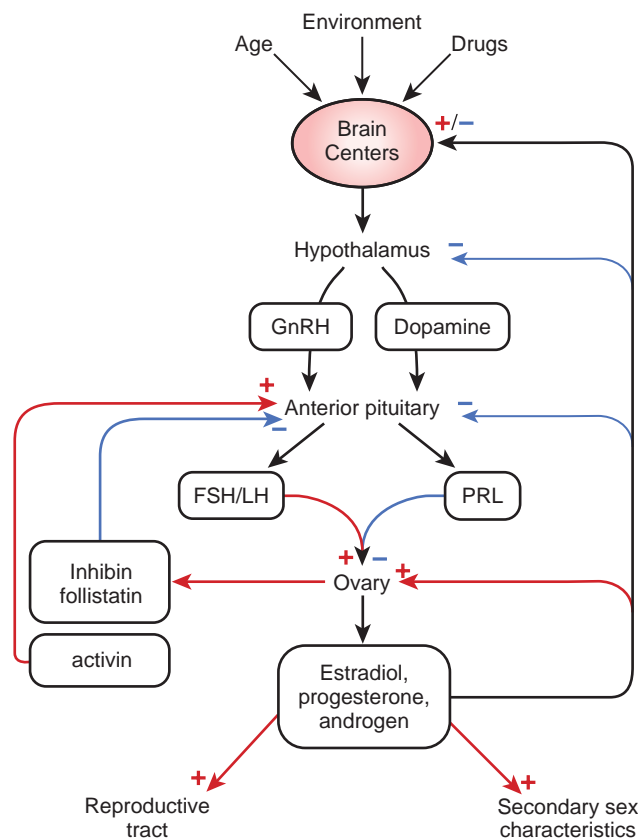 Environment
Age
Drugs
+/−
Brain
Centers
Hypothalamus
−
GnRH
Dopamine
+
Anterior pituitary
−
−
FSH/LH
PRL
+
−
+
Inhibin
follistatin
Ovary
activin
Estradiol,
progesterone,
androgen
+
+
Reproductive
tract
Secondary sex
characteristics